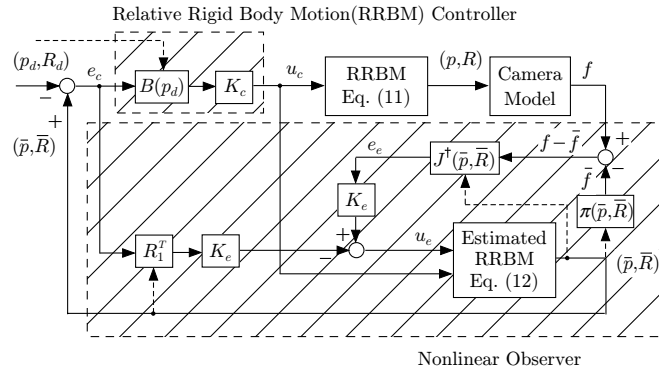 Relative Rigid Body Motion(RRBM) Controller
(p_d,R_d)
e_c
B(p_d)
K_c
u_c
RRBM
Eq. (11)
(p,R)
Camera
Model
f
−
+
(p̄,R̄)
e_e
J†(p̄,R̄)
f−f̄
+
−
f̄
K_e
π(p̄,R̄)
R_1^T
K_e
+
−
u_e
Estimated
RRBM
Eq. (12)
(p̄,R̄)
Nonlinear Observer